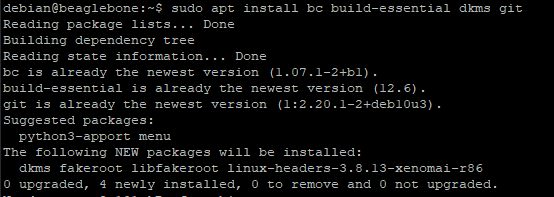 debian@beaglebone:~$ sudo apt install bc build-essential dkms git
Reading package lists... Done
Building dependency tree
Reading state information... Done
bc is already the newest version (1.07.1-2+b1).
build-essential is already the newest version (12.6).
git is already the newest version (1:2.20.1-2+deb10u3).
Suggested packages:
  python3-apport menu
The following NEW packages will be installed:
  dkms fakeroot libfakeroot linux-headers-3.8.13-xenomai-r86
0 upgraded, 4 newly installed, 0 to remove and 0 not upgraded.